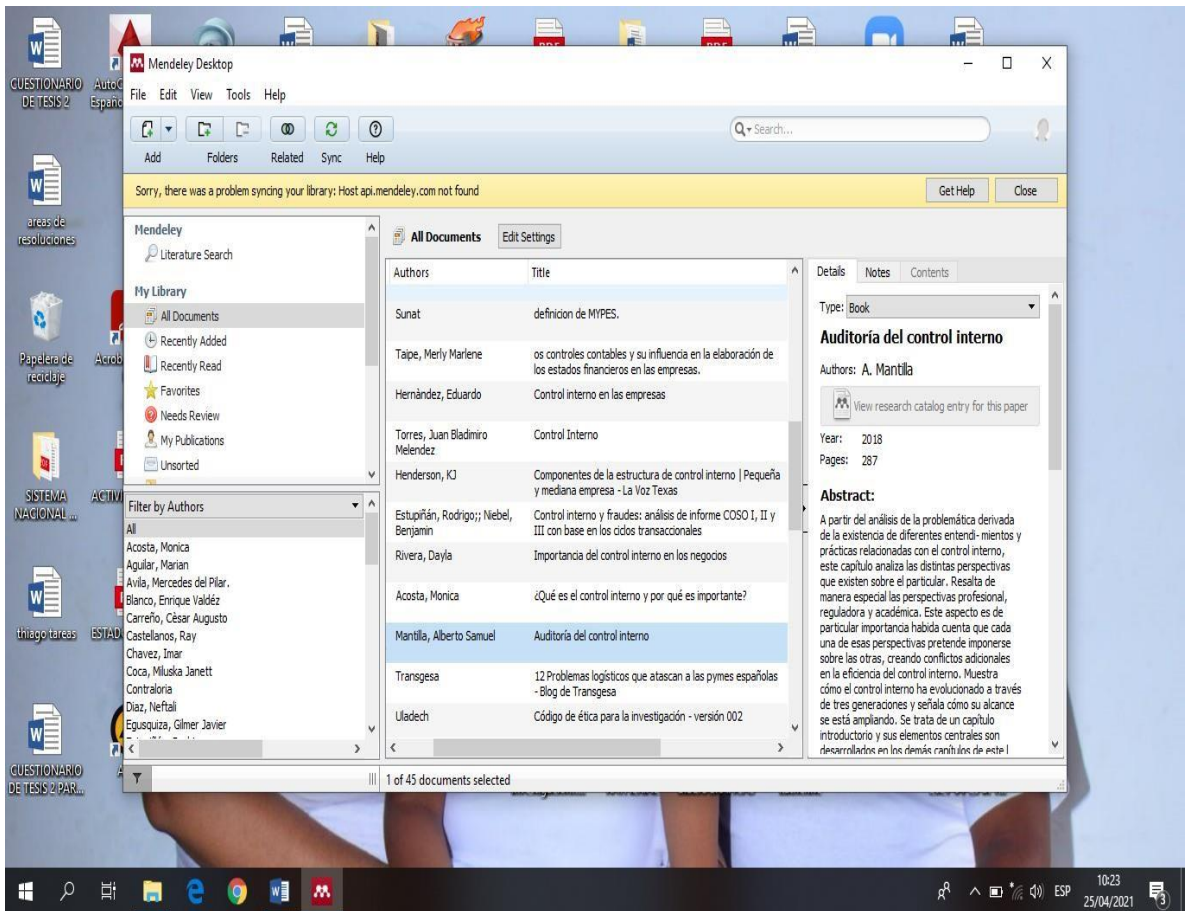 CUESTIONARIO
DE TESIS 2
areas de
resoluciones
Papelera de
reciclaje
SISTEMA
NACIONAL ...
thiago tareas
CUESTIONARIO
DE TESIS 2 PAR...
Mendeley Desktop
File Edit View Tools Help
Add Folders Related Sync Help
Search...
Sorry, there was a problem syncing your library: Host api.mendeley.com not found
Get Help Close
Mendeley
Literature Search
My Library
All Documents
Recently Added
Recently Read
Favorites
Needs Review
My Publications
Unsorted
Filter by Authors
All
Acosta, Monica
Aguilar, Marian
Avila, Mercedes del Pilar.
Blanco, Enrique Valdéz
Carreño, Cèsar Augusto
Castellanos, Ray
Chavez, Imar
Coca, Miluska Janett
Contraloria
Diaz, Neftali
Egusquiza, Gilmer Javier
All Documents Edit Settings
Authors Title
Sunat definicion de MYPES.
Taipe, Merly Marlene os controles contables y su influencia en la elaboración de
los estados financieros en las empresas.
Hernàndez, Eduardo Control interno en las empresas
Torres, Juan Bladimiro Control Interno
Melendez
Henderson, KJ Componentes de la estructura de control interno | Pequeña
y mediana empresa - La Voz Texas
Estupiñán, Rodrigo;; Niebel, Control interno y fraudes: análisis de informe COSO I, II y
Benjamin III con base en los ciclos transaccionales
Rivera, Dayla Importancia del control interno en los negocios
Acosta, Monica ¿Qué es el control interno y por qué es importante?
Mantilla, Alberto Samuel Auditoría del control interno
Transgesa 12 Problemas logísticos que atascan a las pymes españolas
- Blog de Transgesa
Uladech Código de ética para la investigación - versión 002
1 of 45 documents selected
Details Notes Contents
Type: Book
Auditoría del control interno
Authors: A. Mantilla
View research catalog entry for this paper
Year: 2018
Pages: 287
Abstract:
A partir del análisis de la problemática derivada
de la existencia de diferentes entendi- mientos y
prácticas relacionadas con el control interno,
este capítulo analiza las distintas perspectivas
que existen sobre el particular. Resalta de
manera especial las perspectivas profesional,
reguladora y académica. Este aspecto es de
particular importancia habida cuenta que cada
una de esas perspectivas pretende imponerse
sobre las otras, creando conflictos adicionales
en la eficiencia del control interno. Muestra
cómo el control interno ha evolucionado a través
de tres generaciones y señala cómo su alcance
se está ampliando. Se trata de un capítulo
introductorio y sus elementos centrales son
desarrollados en los demás capítulos de este l
ESP
10:23
25/04/2021
3